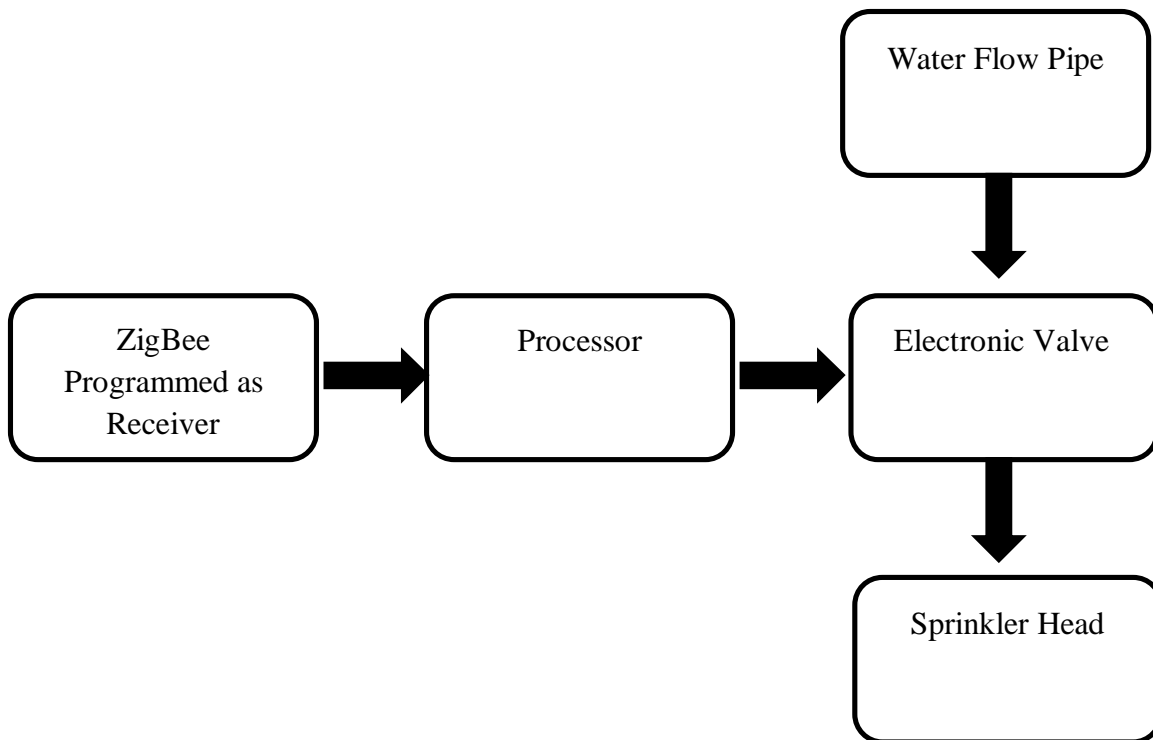 Water Flow Pipe
ZigBee
Programmed as
Receiver
Processor
Electronic Valve
Sprinkler Head